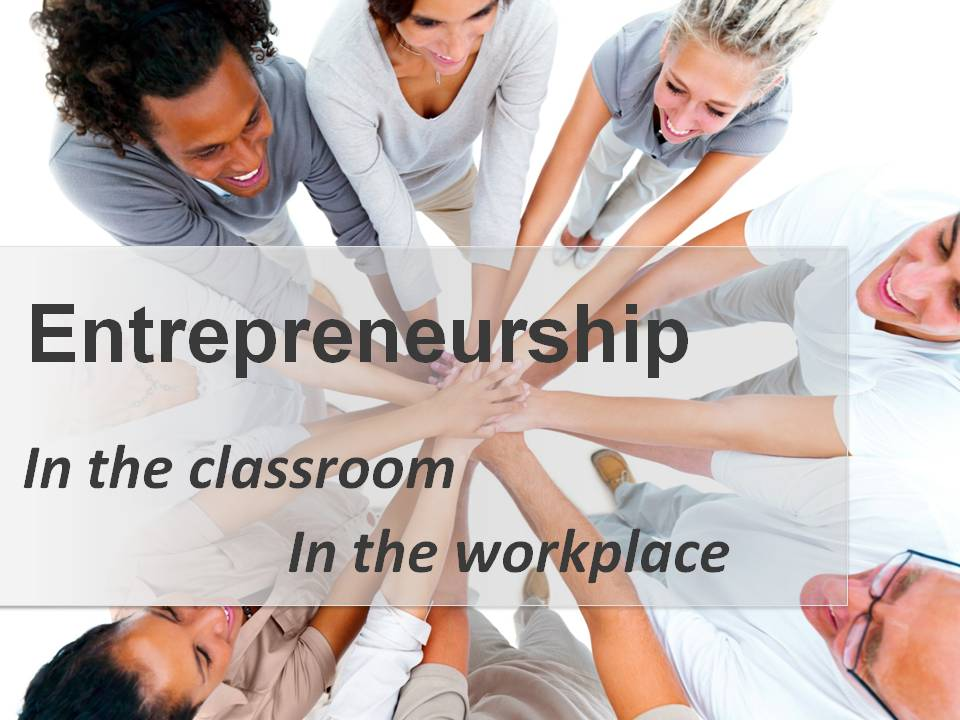 Entrepreneurship
In the classroom
In the workplace